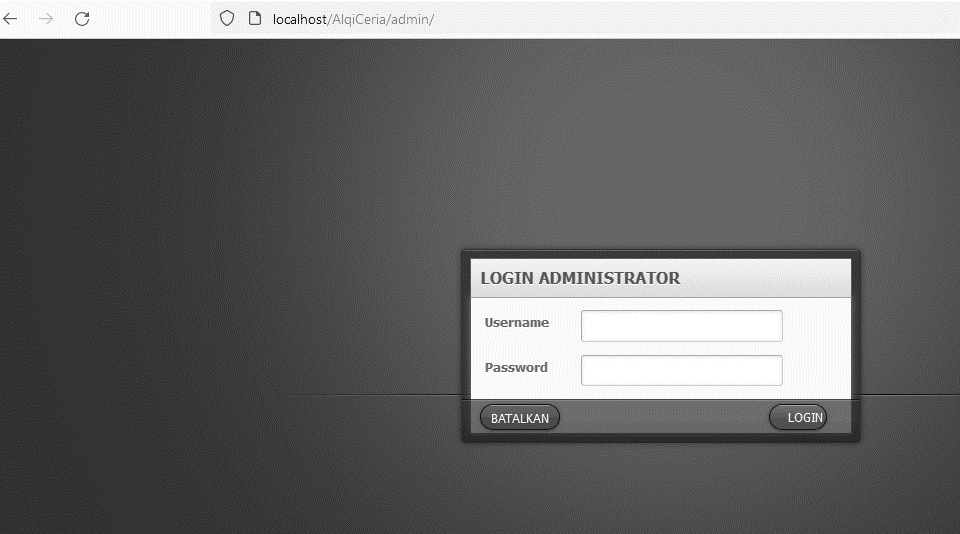 localhost/AlqiCeria/admin/
LOGIN ADMINISTRATOR
Username
Password
BATALKAN LOGIN